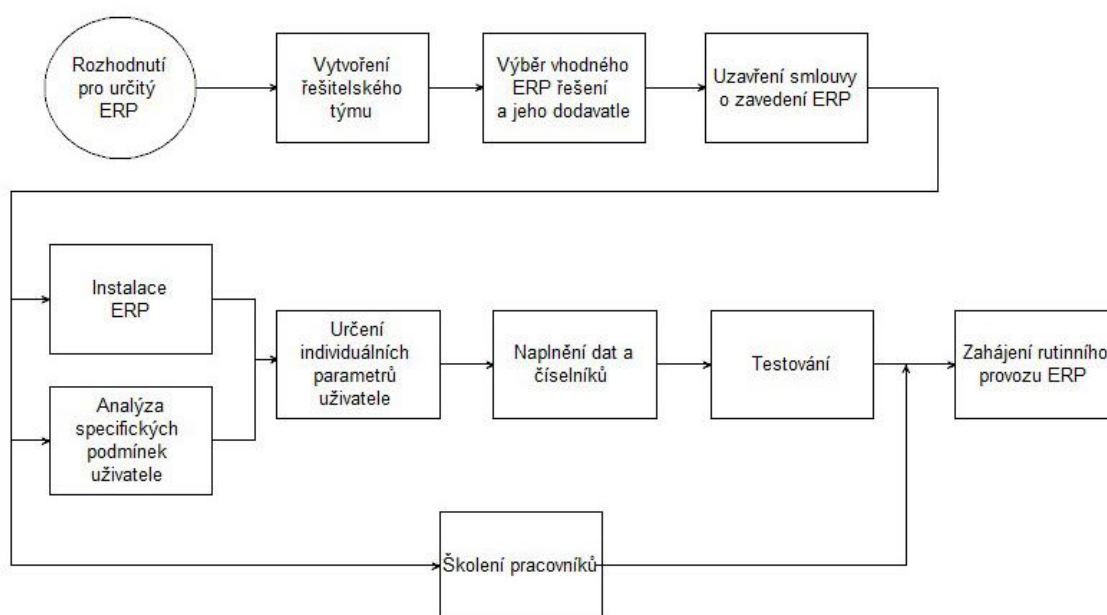 Rozhodnutí
pro určitý
ERP
Vytvoření
řešitelského
týmu
Výběr vhodného
ERP řešení
a jeho dodavatle
Uzavření smlouvy
o zavedení ERP
Instalace
ERP
Analýza
specifických
podmínek
uživatele
Určení
individuálních
parametrů
uživatele
Naplnění dat a
číselníků
Testování
Zahájení rutinního
provozu ERP
Školení pracovníků